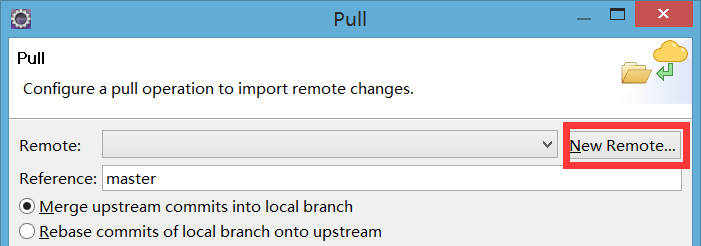 Pull
Pull
Configure a pull operation to import remote changes.
Remote: New Remote...
Reference: master
Merge upstream commits into local branch
Rebase commits of local branch onto upstream